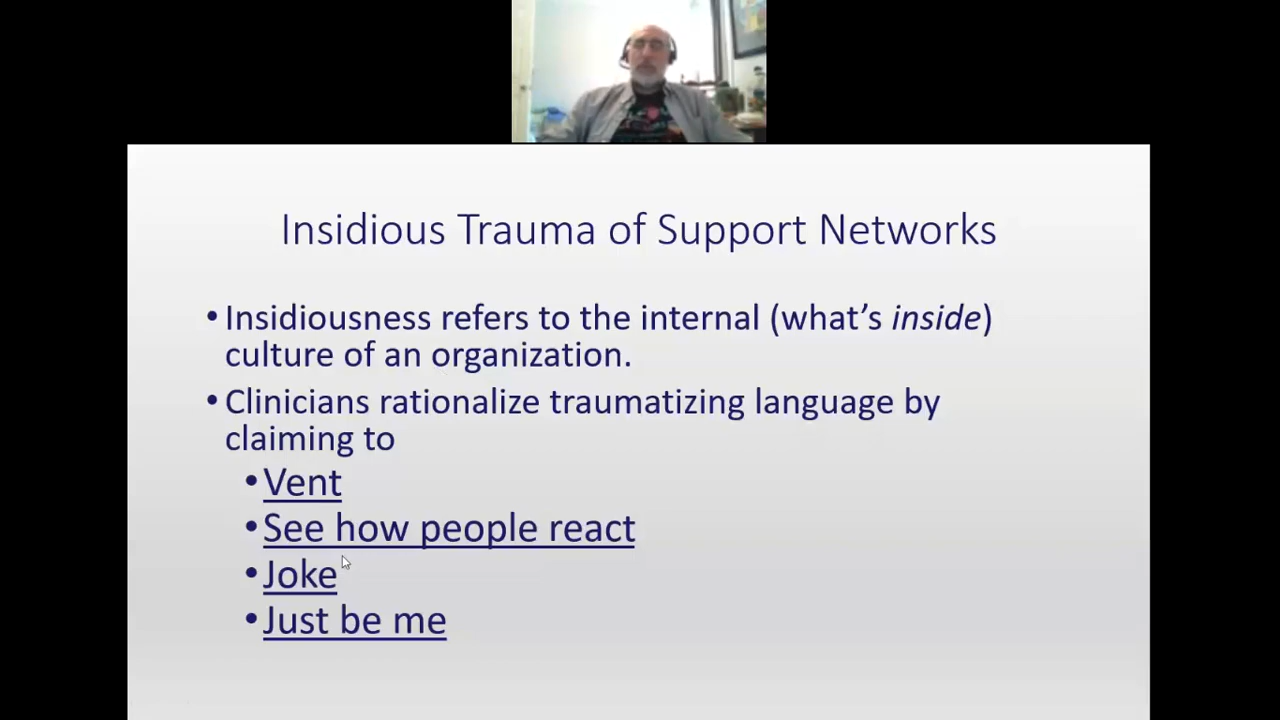 Insidious Trauma of Support Networks
• Insidiousness refers to the internal (what’s inside)
culture of an organization.
• Clinicians rationalize traumatizing language by
claiming to
• Vent
• See how people react
• Joke
• Just be me